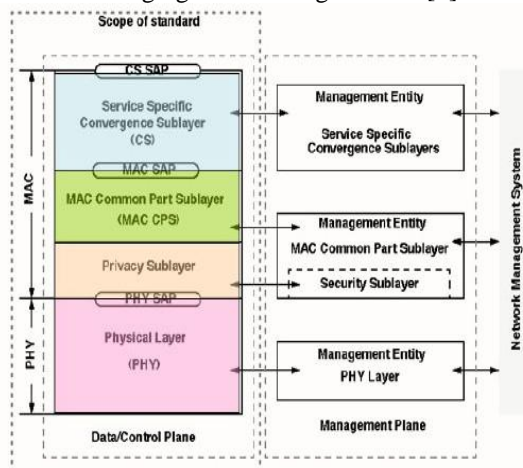 Scope of standard
CS SAP
Service Specific
Convergence Sublayer
(CS)
MAC SAP
MAC Common Part Sublayer
(MAC CPS)
Privacy Sublayer
PHY SAP
Physical Layer
(PHY)
Data/Control Plane
MAC
PHY
Management Entity
Service Specific
Convergence Sublayers
Management Entity
MAC Common Part Sublayer
Security Sublayer
Management Entity
PHY Layer
Management Plane
Network Management System